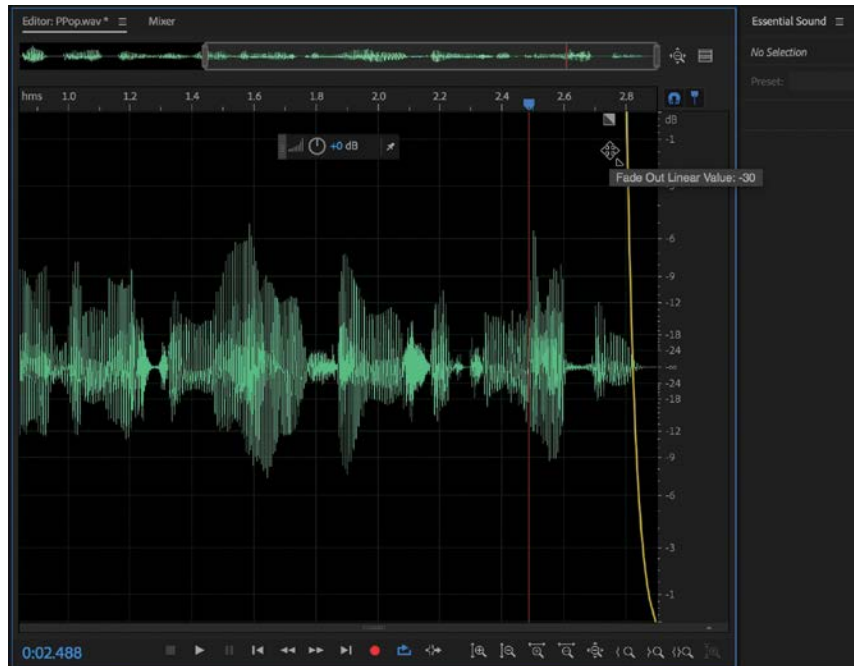 Editor: PPop.wav * Mixer Essential Sound
No Selection
Preset:
hms 1.0 1.2 1.4 1.6 1.8 2.0 2.2 2.4 2.6 2.8
dB
-1
+0 dB
Fade Out Linear Value: -30
-6
-9
-12
-18
-24
-∞
-24
-18
-12
-9
-6
-3
-1
0:02.488